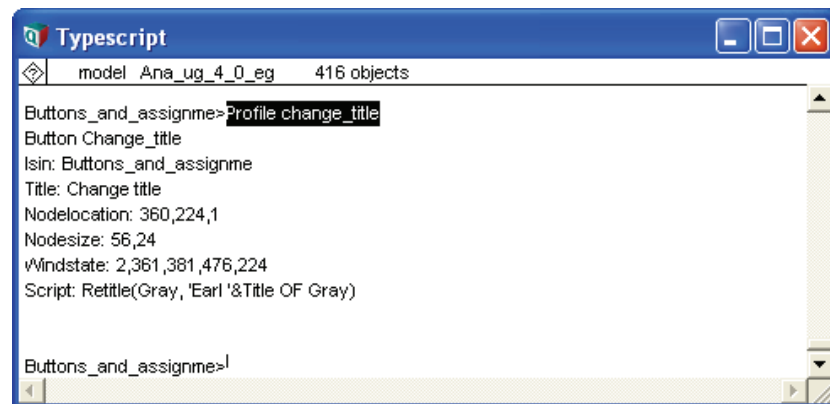 Typescript
model Ana_ug_4_0_eg 416 objects
Buttons_and_assignme>Profile change_title
Button Change_title
Isin: Buttons_and_assignme
Title: Change title
Nodelocation: 360,224,1
Nodesize: 56,24
Windstate: 2,361,381,476,224
Script: Retitle(Gray, 'Earl '&Title OF Gray)
Buttons_and_assignme>